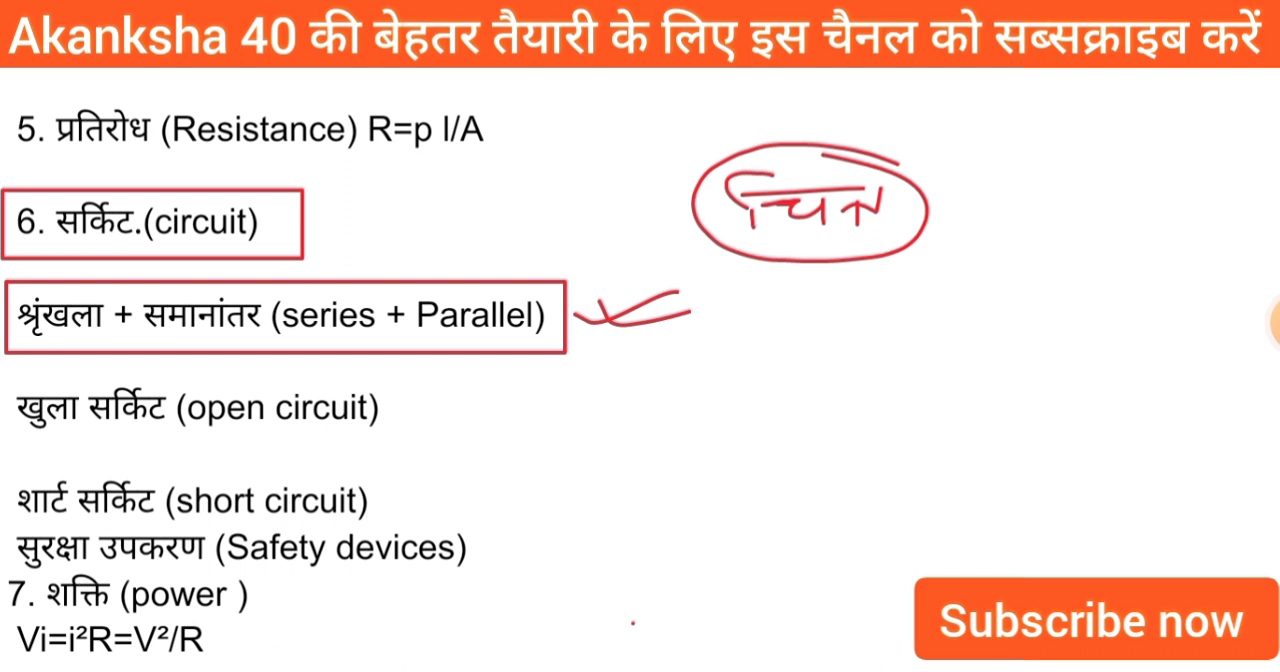 Akanksha 40 की बेहतर तैयारी के लिए इस चैनल को सब्सक्राइब करें
5. प्रतिरोध (Resistance) R=p l/A
चित्र
6. सर्किट.(circuit)
श्रृंखला + समानांतर (series + Parallel)
खुला सर्किट (open circuit)
शार्ट सर्किट (short circuit)
सुरक्षा उपकरण (Safety devices)
7. शक्ति (power )
Vi=i²R=V²/R
Subscribe now